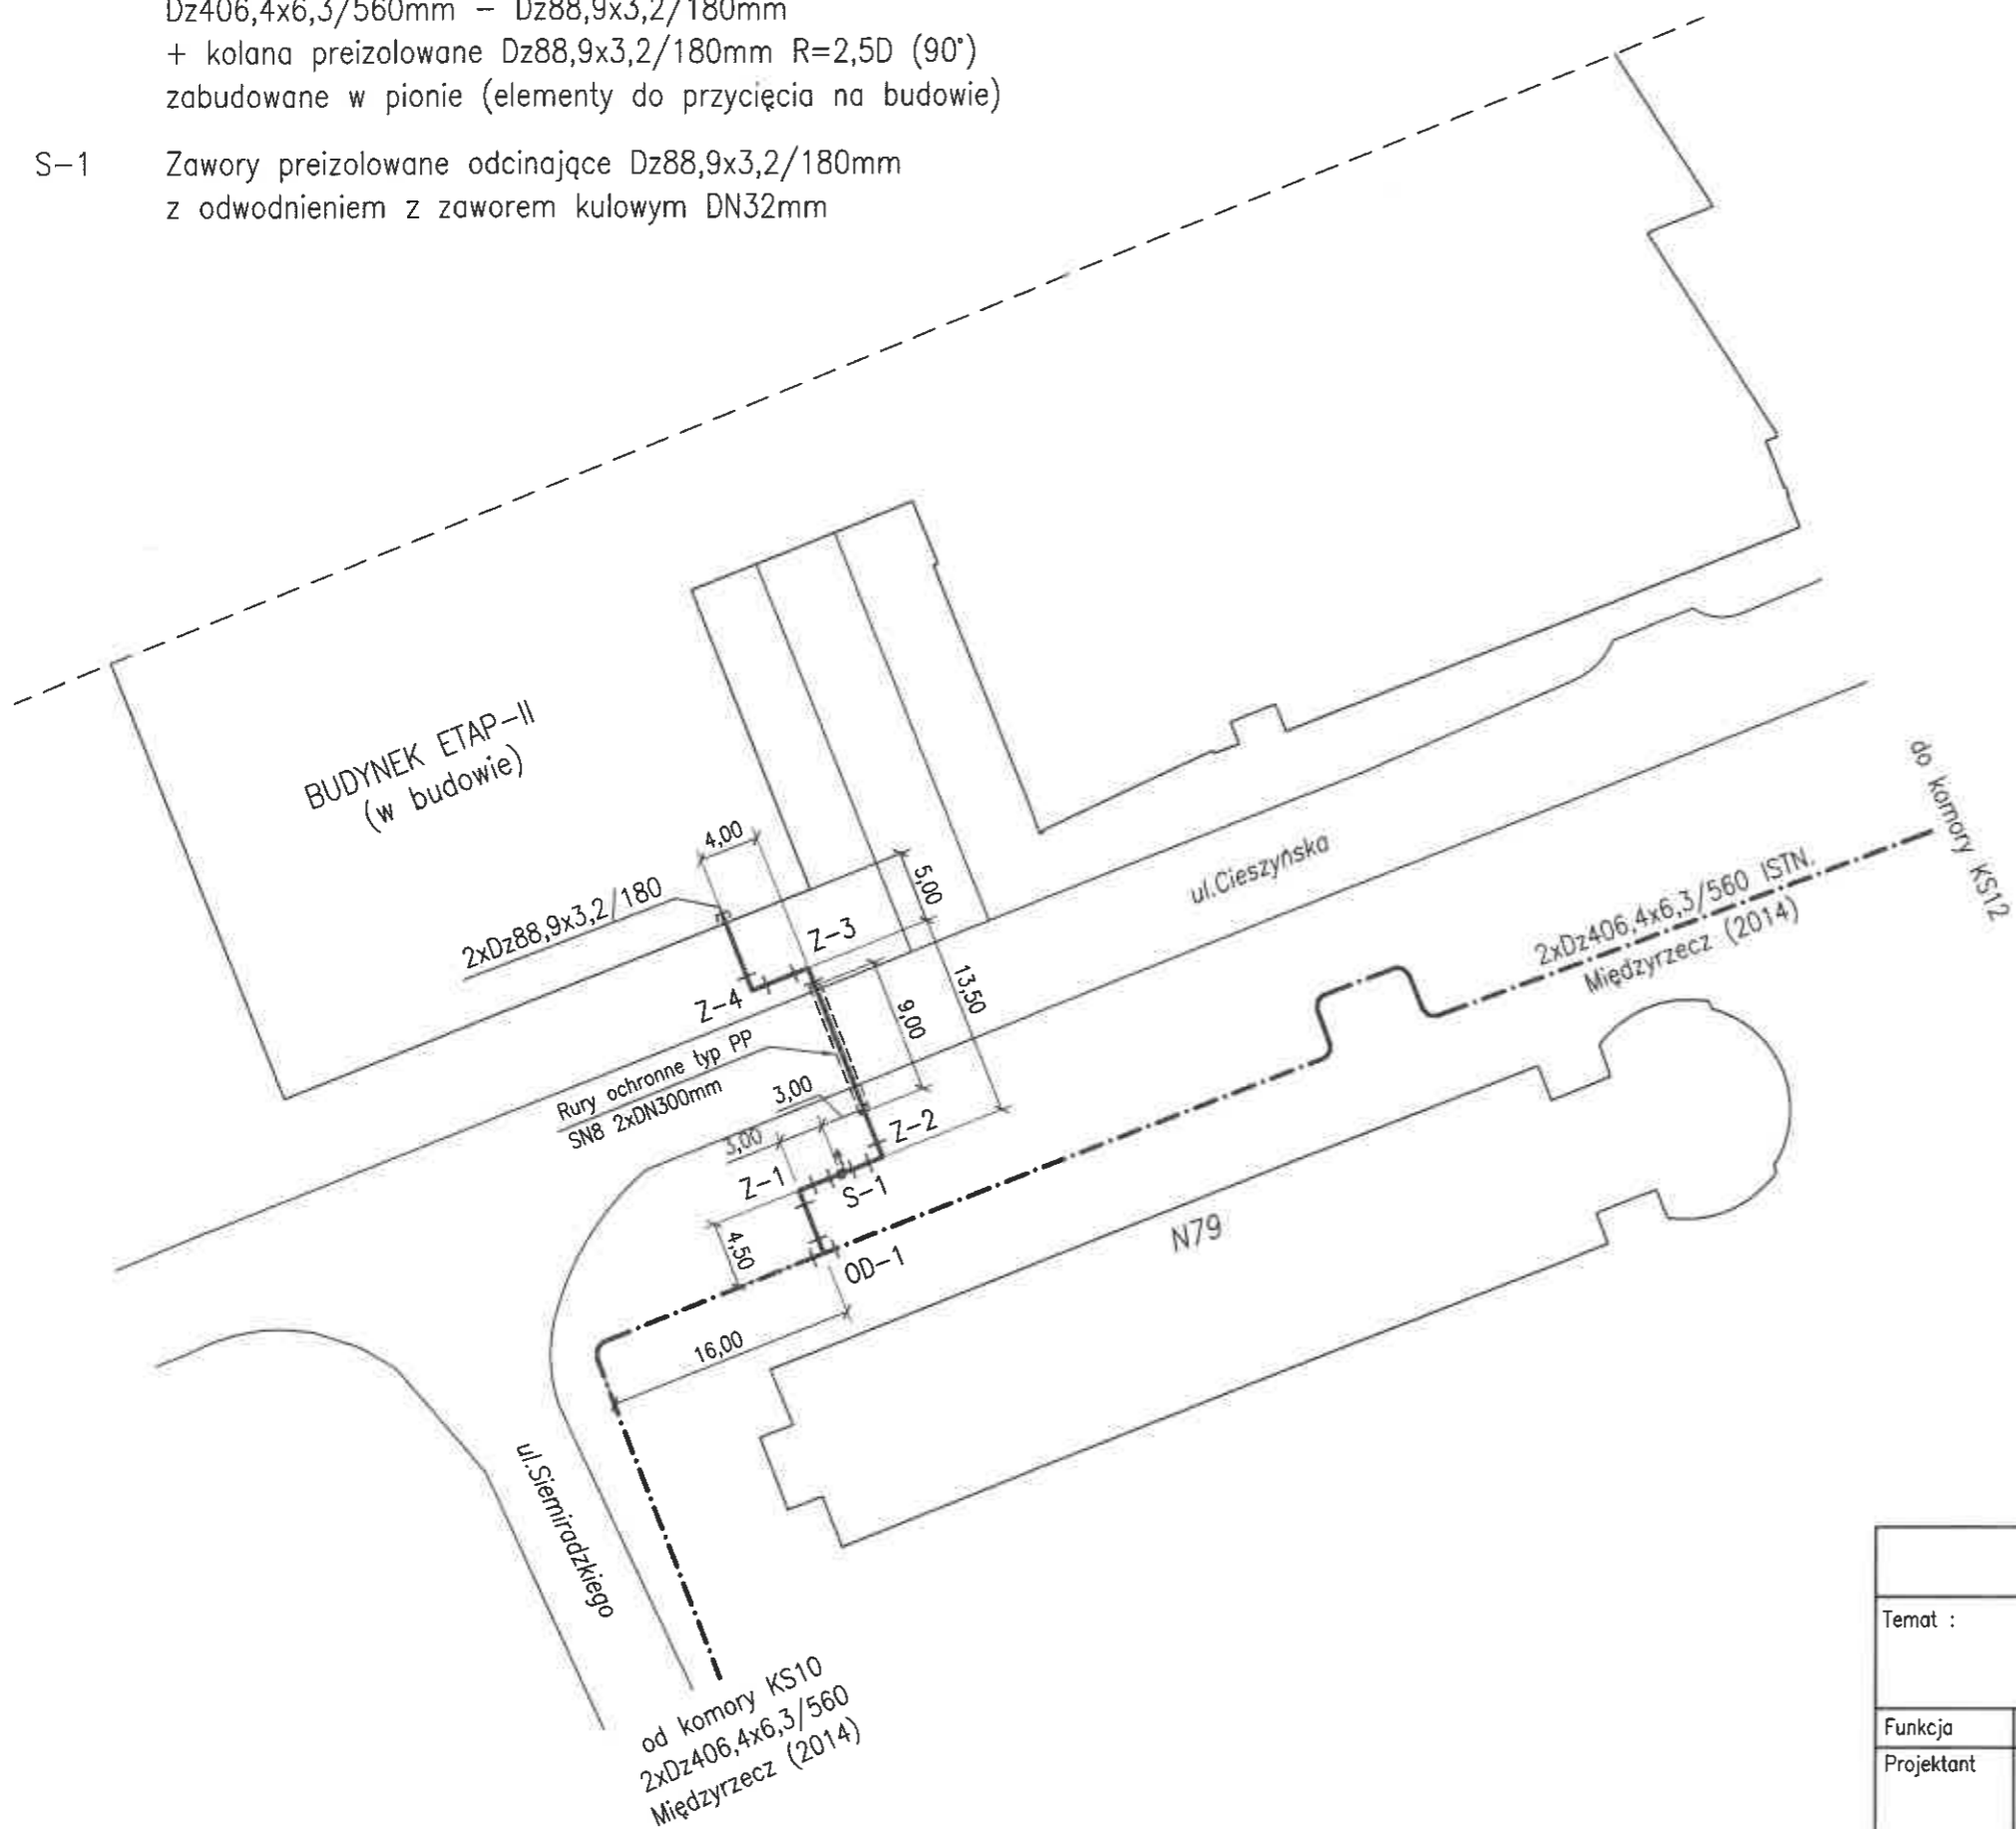 Dz406,4x6,3/560mm – Dz88,9x3,2/180mm
+ kolana preizolowane Dz88,9x3,2/180mm R=2,5D (90°)
zabudowane w pionie (elementy do przycięcia na budowie)
S-1 Zawory preizolowane odcinające Dz88,9x3,2/180mm
z odwodnieniem z zaworem kulowym DN32mm
BUDYNEK ETAP-II
(w budowie)
4,00
5,00
2xDz88,9x3,2/180
Z-3
Z-4
13,50
9,00
ul.Cieszyńska
do komory KS12
2xDz406,4x6,3/560 ISTN.
Międzyrzecz (2014)
Rury ochronne typ PP
SN8 2xDN300mm
3,00
3,00
Z-2
Z-1
S-1
4,50
OD-1
N79
16,00
ul.Siemiradzkiego
od komory KS10
2xDz406,4x6,3/560
Międzyrzecz (2014)
Temat :
Funkcja
Projektant